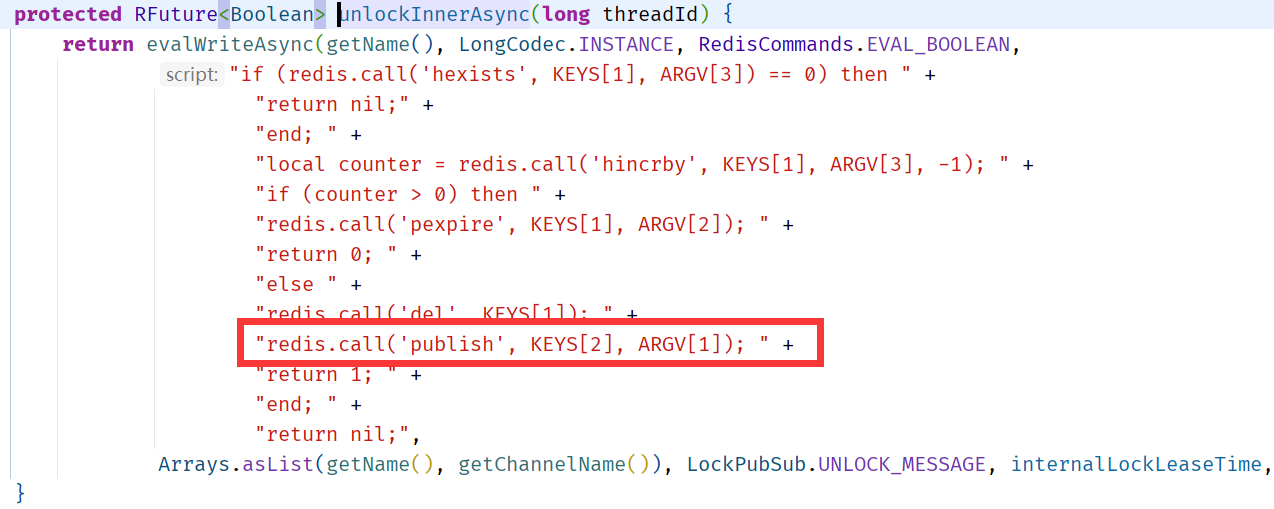 protected RFuture<Boolean> unlockInnerAsync(long threadId) {
return evalWriteAsync(getName(), LongCodec.INSTANCE, RedisCommands.EVAL_BOOLEAN,
script: "if (redis.call('hexists', KEYS[1], ARGV[3]) == 0) then " +
"return nil;" +
"end; " +
"local counter = redis.call('hincrby', KEYS[1], ARGV[3], -1); " +
"if (counter > 0) then " +
"redis.call('pexpire', KEYS[1], ARGV[2]); " +
"return 0; " +
"else " +
"redis.call('del', KEYS[1]); " +
"redis.call('publish', KEYS[2], ARGV[1]); " +
"return 1; " +
"end; " +
"return nil;",
Arrays.asList(getName(), getChannelName()), LockPubSub.UNLOCK_MESSAGE, internalLockLeaseTime,
}